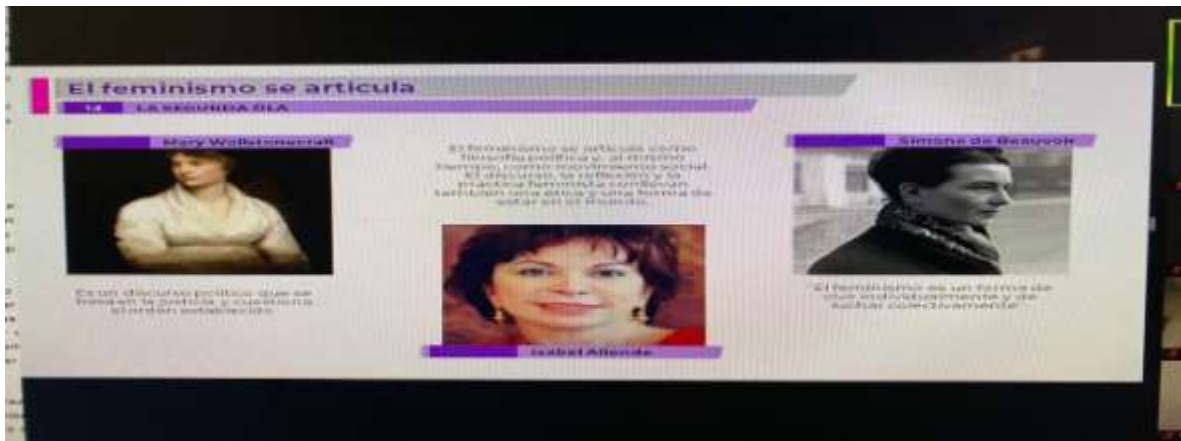 El feminismo se articula
14 LA SEGUNDA OLA
Mary Wollstonecraft
Es un discurso político que se
basa en la justicia y cuestiona
el orden establecido
El feminismo se articula como
filosofía política y, al mismo
tiempo, como movimiento social.
El discurso, la reflexión y la
práctica feminista conllevan
también una ética y una forma de
estar en el mundo.
Isabel Allende
Simone de Beauvoir
"El feminismo es un forma de
vivir individualmente y de
luchar colectivamente"